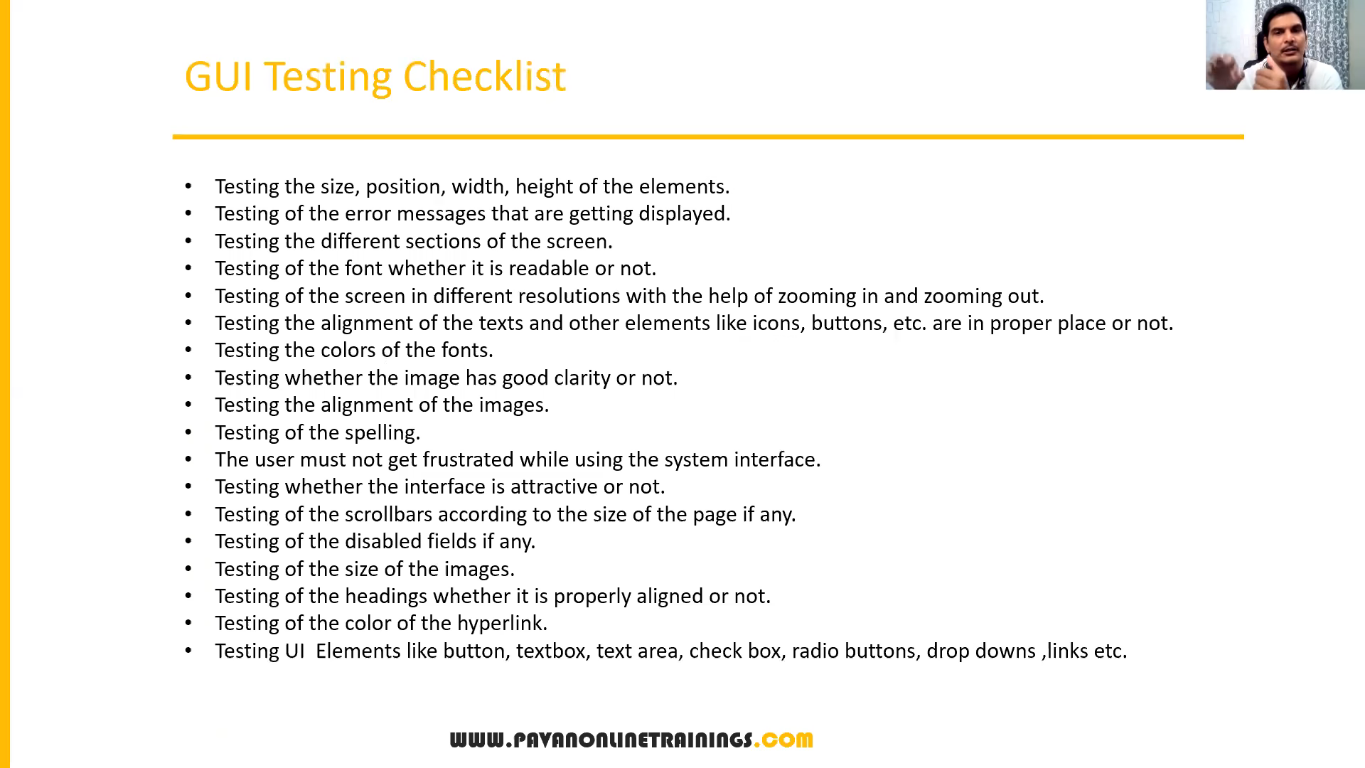 GUI Testing Checklist
• Testing the size, position, width, height of the elements.
• Testing of the error messages that are getting displayed.
• Testing the different sections of the screen.
• Testing of the font whether it is readable or not.
• Testing of the screen in different resolutions with the help of zooming in and zooming out.
• Testing the alignment of the texts and other elements like icons, buttons, etc. are in proper place or not.
• Testing the colors of the fonts.
• Testing whether the image has good clarity or not.
• Testing the alignment of the images.
• Testing of the spelling.
• The user must not get frustrated while using the system interface.
• Testing whether the interface is attractive or not.
• Testing of the scrollbars according to the size of the page if any.
• Testing of the disabled fields if any.
• Testing of the size of the images.
• Testing of the headings whether it is properly aligned or not.
• Testing of the color of the hyperlink.
• Testing UI  Elements like button, textbox, text area, check box, radio buttons, drop downs ,links etc.
WWW.PAVANONLINETRAININGS.COM